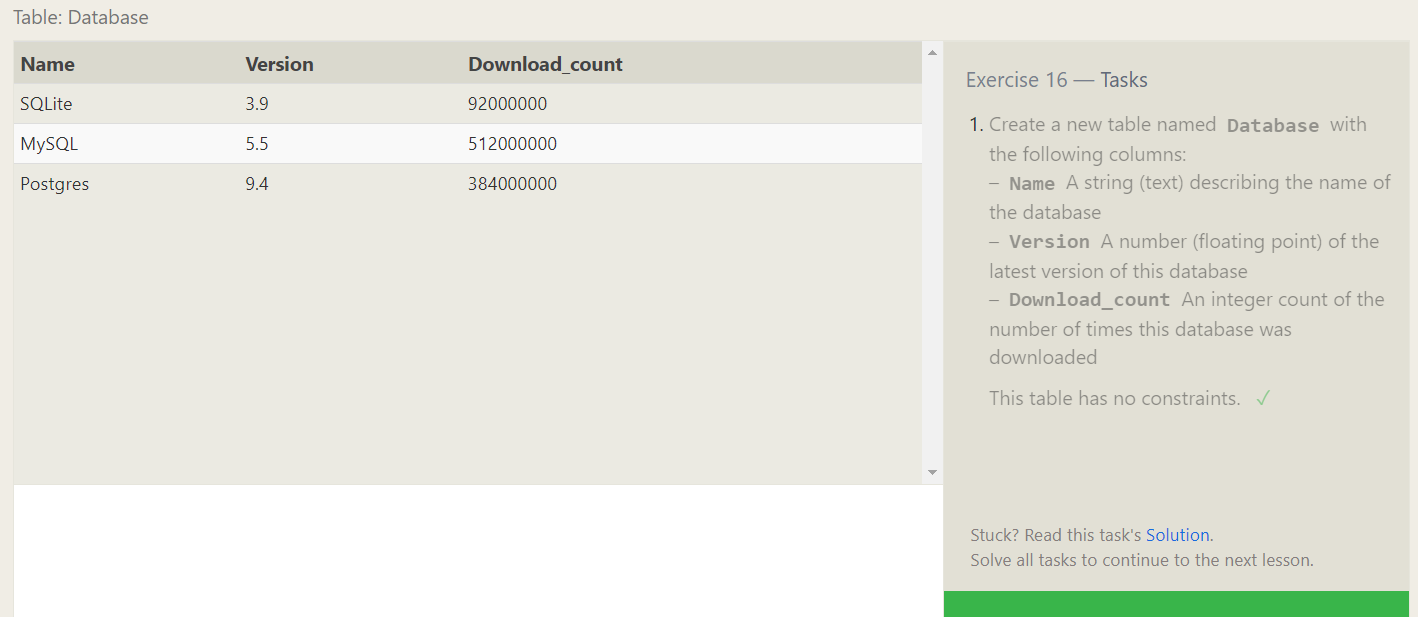 Table: Database
Name Version Download_count
SQLite 3.9 92000000
MySQL 5.5 512000000
Postgres 9.4 384000000
Exercise 16 — Tasks
1. Create a new table named Database with
the following columns:
– Name A string (text) describing the name of
the database
– Version A number (floating point) of the
latest version of this database
– Download_count An integer count of the
number of times this database was
downloaded
This table has no constraints. ✓
Stuck? Read this task's Solution.
Solve all tasks to continue to the next lesson.